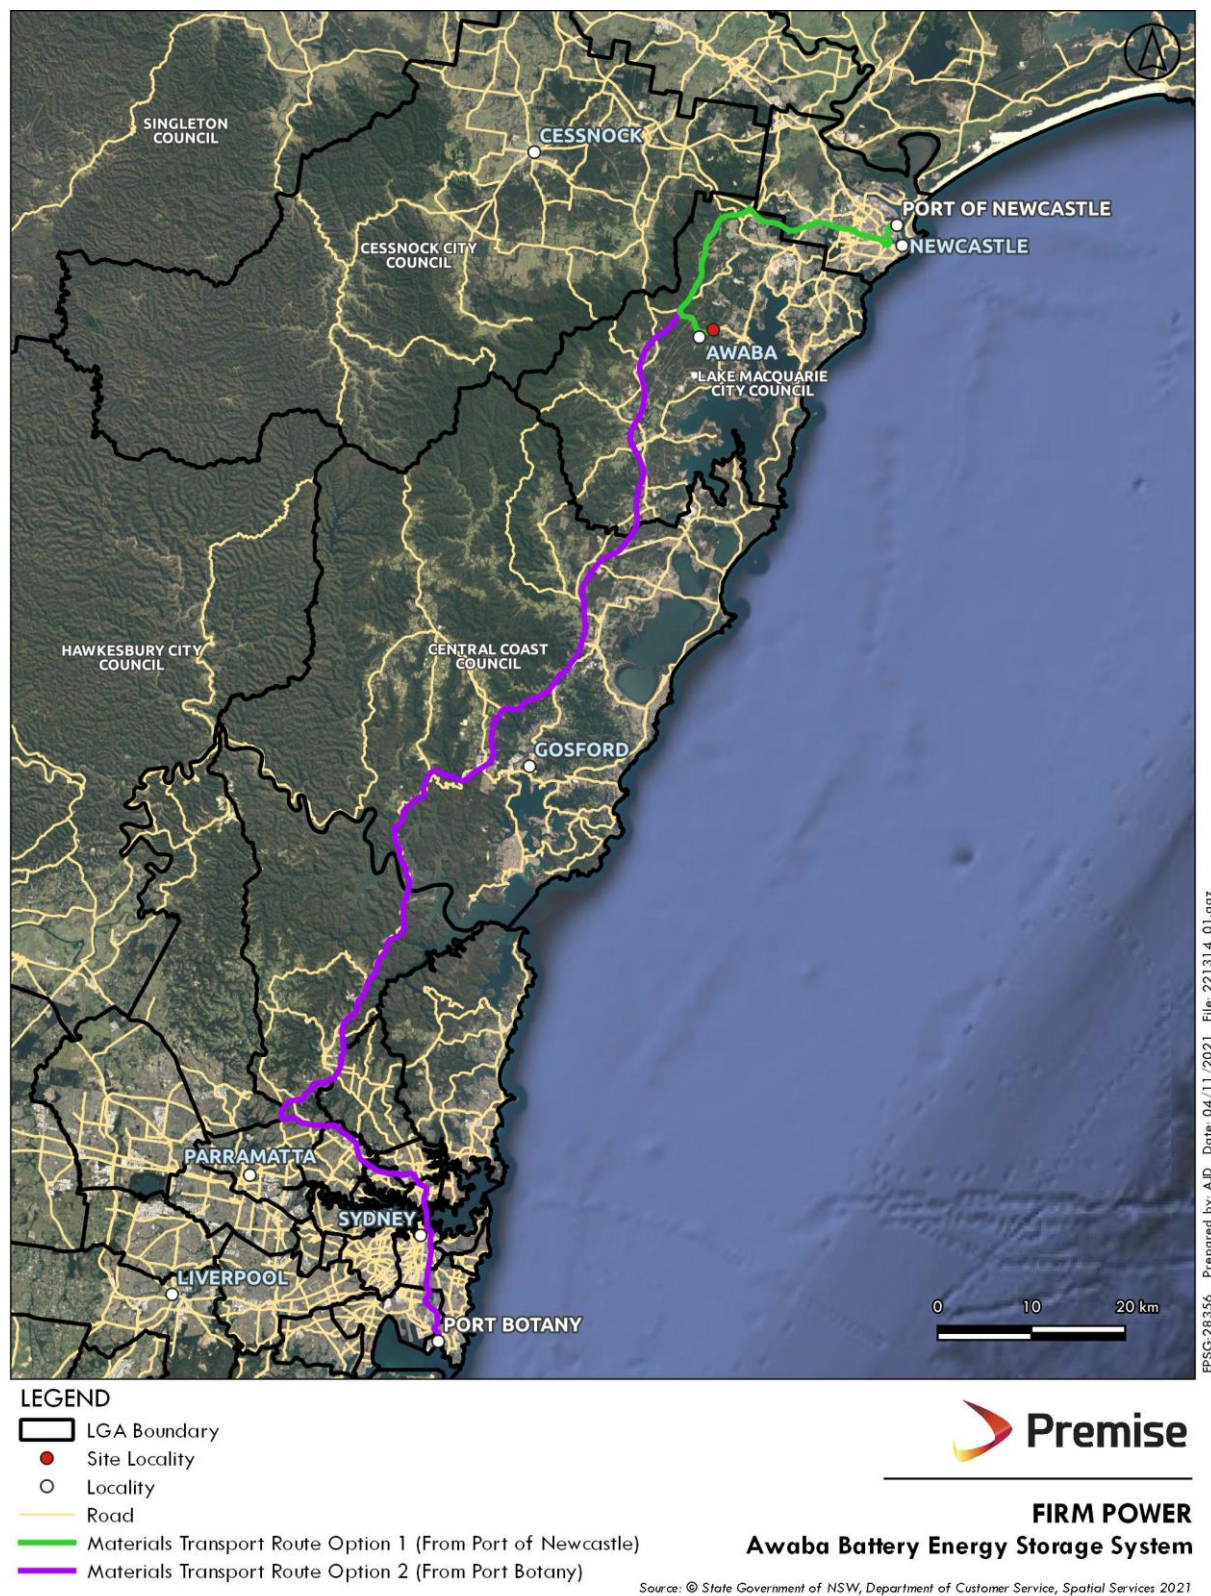 SINGLETON
COUNCIL
CESSNOCK
PORT OF NEWCASTLE
NEWCASTLE
CESSNOCK CITY
COUNCIL
AWABA
LAKE MACQUARIE
CITY COUNCIL
HAWKESBURY CITY
COUNCIL
CENTRAL COAST
COUNCIL
GOSFORD
PARRAMATTA
SYDNEY
LIVERPOOL
PORT BOTANY
0 10 20 km
EPSG:28356 Prepared by: AJD Date: 04/11/2021 File: 221314_01.qgz
LEGEND
LGA Boundary
Site Locality
Locality
Road
Materials Transport Route Option 1 (From Port of Newcastle)
Materials Transport Route Option 2 (From Port Botany)
Premise
FIRM POWER
Awaba Battery Energy Storage System
Source: © State Government of NSW, Department of Customer Service, Spatial Services 2021